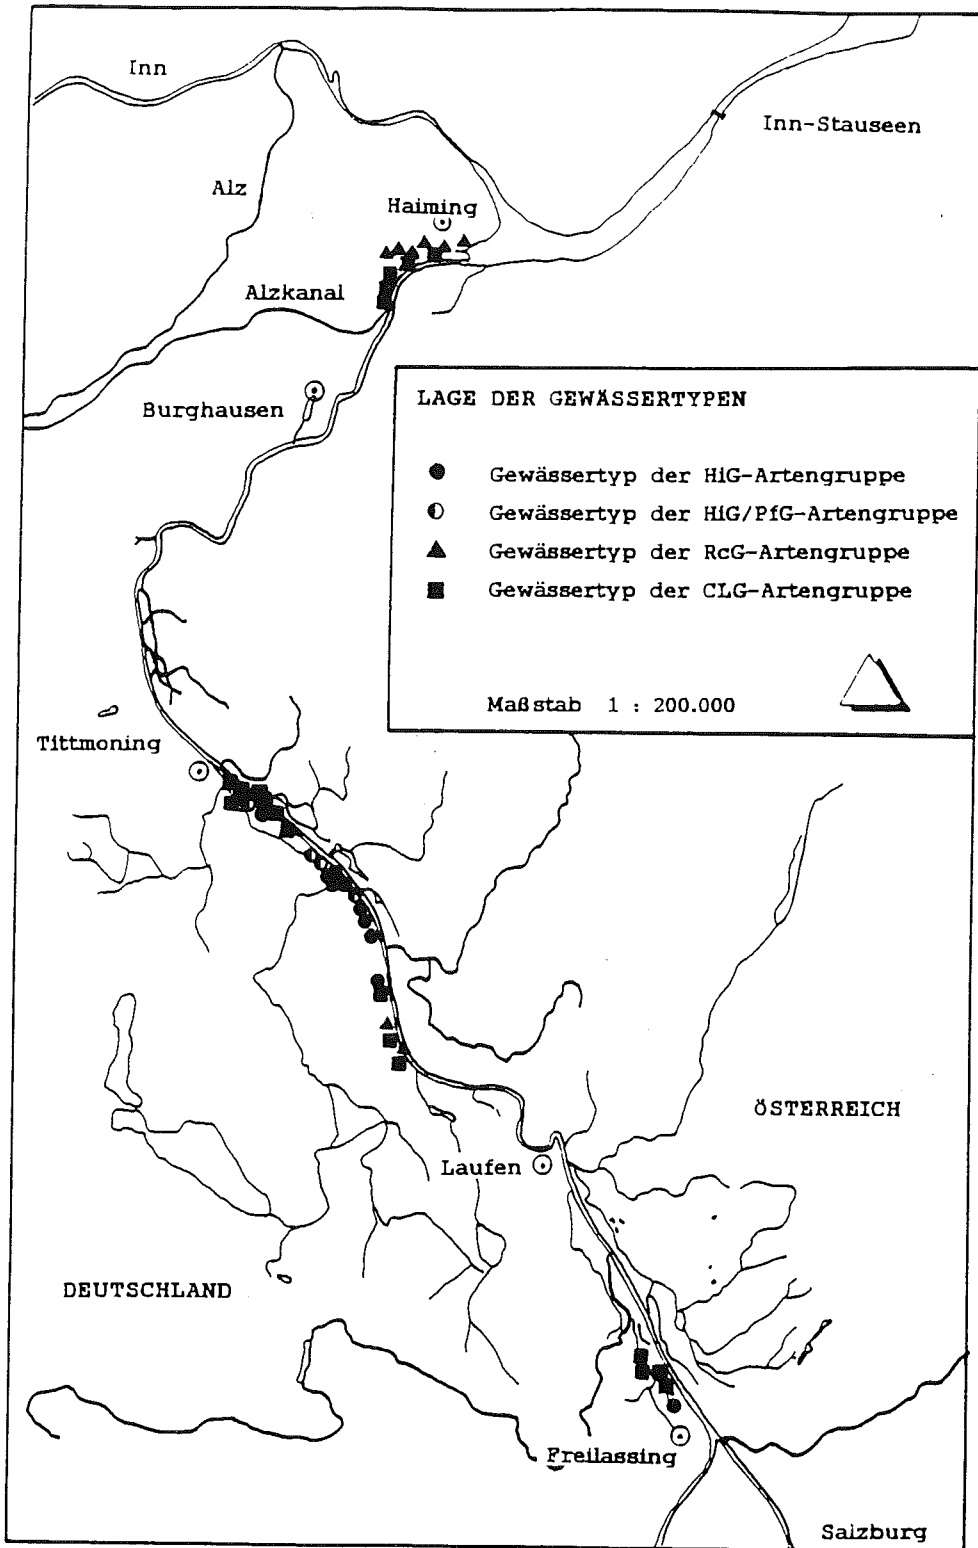 Inn
Inn-Stauseen
Alz
Haiming
Alzkanal
Burghausen
LAGE DER GEWÄSSERTYPEN
Gewässertyp der HiG-Artengruppe
Gewässertyp der HiG/PfG-Artengruppe
Gewässertyp der RcG-Artengruppe
Gewässertyp der CLG-Artengruppe
Maßstab 1 : 200.000
Tittmoning
ÖSTERREICH
Laufen
DEUTSCHLAND
Freilassing
Salzburg